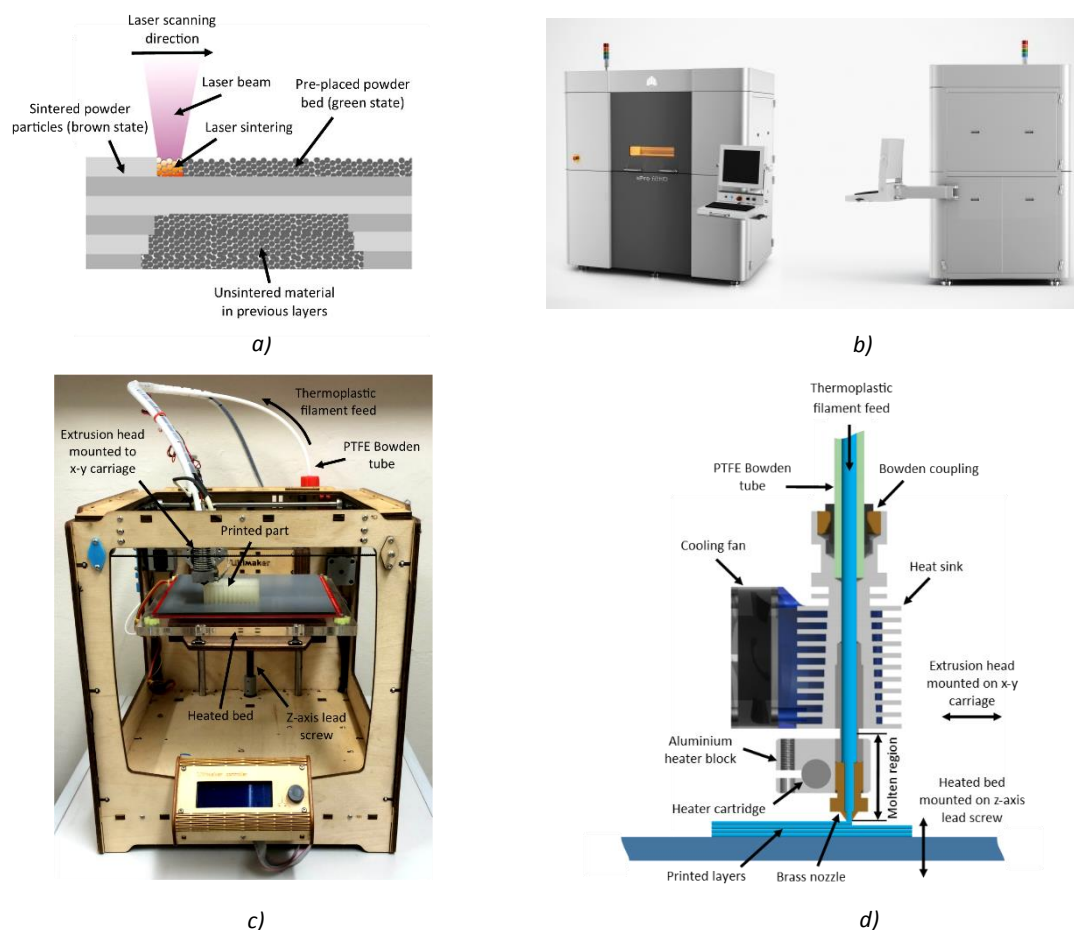 Laser scanning
direction
Laser beam
Pre-placed powder
bed (green state)
Sintered powder
particles (brown state)
Laser sintering
Unsintered material
in previous layers
a)
b)
Thermoplastic
filament feed
Extrusion head
mounted to
x-y carriage
PTFE Bowden
tube
Printed part
Ultimaker
Heated bed
Z-axis lead
screw
c)
Thermoplastic
filament feed
PTFE Bowden
tube
Bowden coupling
Cooling fan
Heat sink
Extrusion head
mounted on x-y
carriage
Aluminium
heater block
Molten region
Heater cartridge
Heated bed
mounted on z-axis
lead screw
Printed layers
Brass nozzle
d)